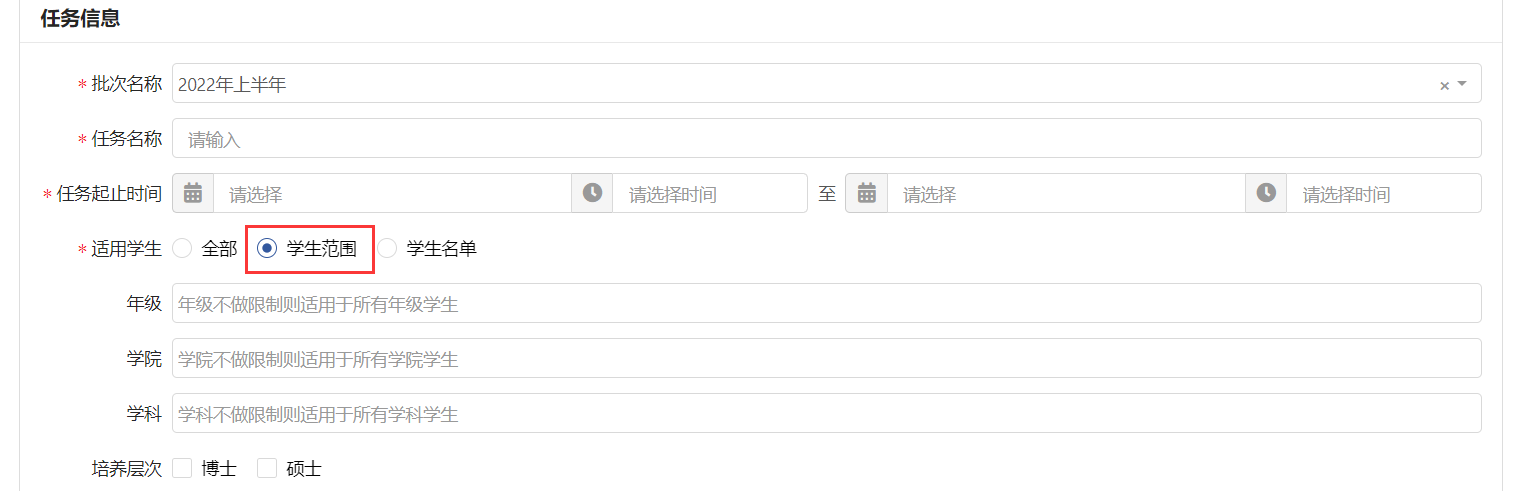 任务信息
* 批次名称 2022年上半年 ×
* 任务名称 请输入
* 任务起止时间 请选择 请选择时间 至 请选择 请选择时间
* 适用学生 全部 学生范围 学生名单
年级 年级不做限制则适用于所有年级学生
学院 学院不做限制则适用于所有学院学生
学科 学科不做限制则适用于所有学科学生
培养层次 博士 硕士